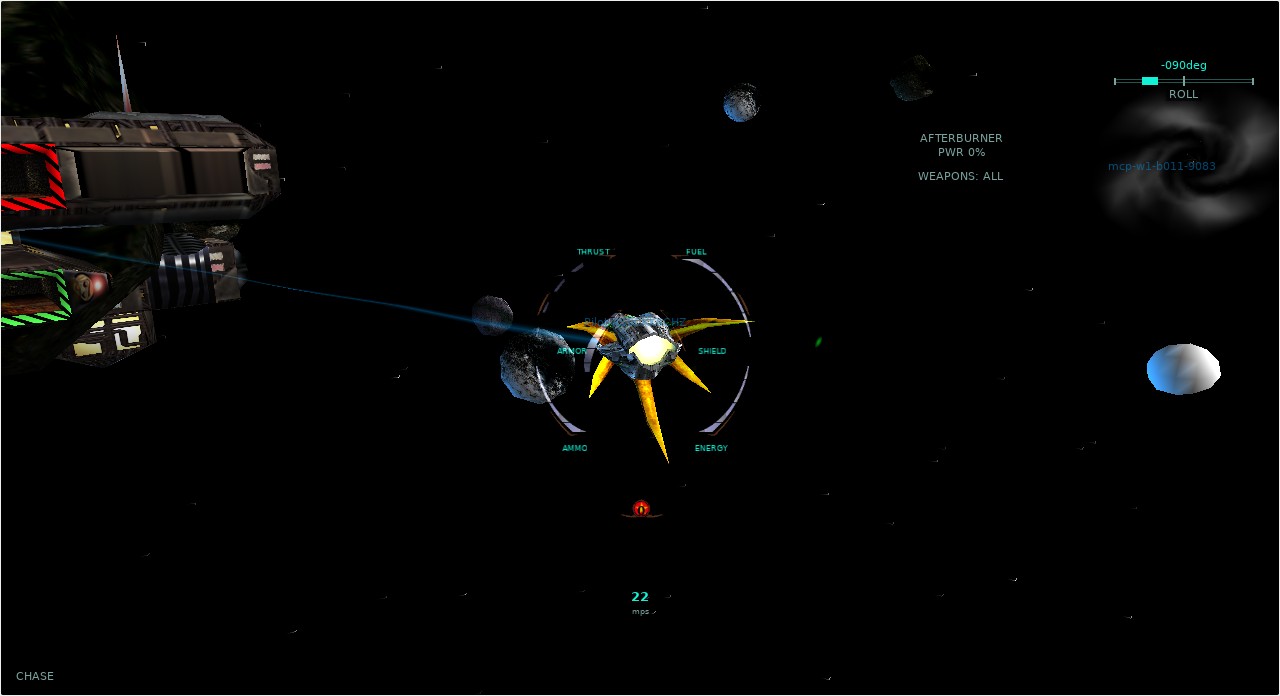 -090deg
ROLL
AFTERBURNER
PWR 0%
mcp-w1-b011-9083
WEAPONS: ALL
THRUST
FUEL
ARMOR
SHIELD
AMMO
ENERGY
22
mps
CHASE